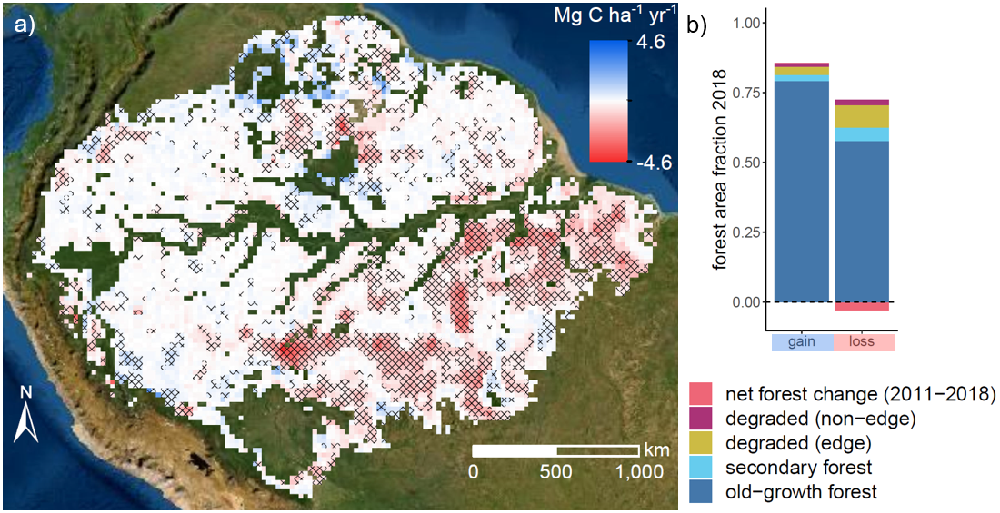 a)
Mg C ha⁻¹ yr⁻¹
4.6
-4.6
N
km
0 500 1,000
b)
forest area fraction 2018
1.00
0.75
0.50
0.25
0.00
gain loss
net forest change (2011−2018)
degraded (non−edge)
degraded (edge)
secondary forest
old−growth forest